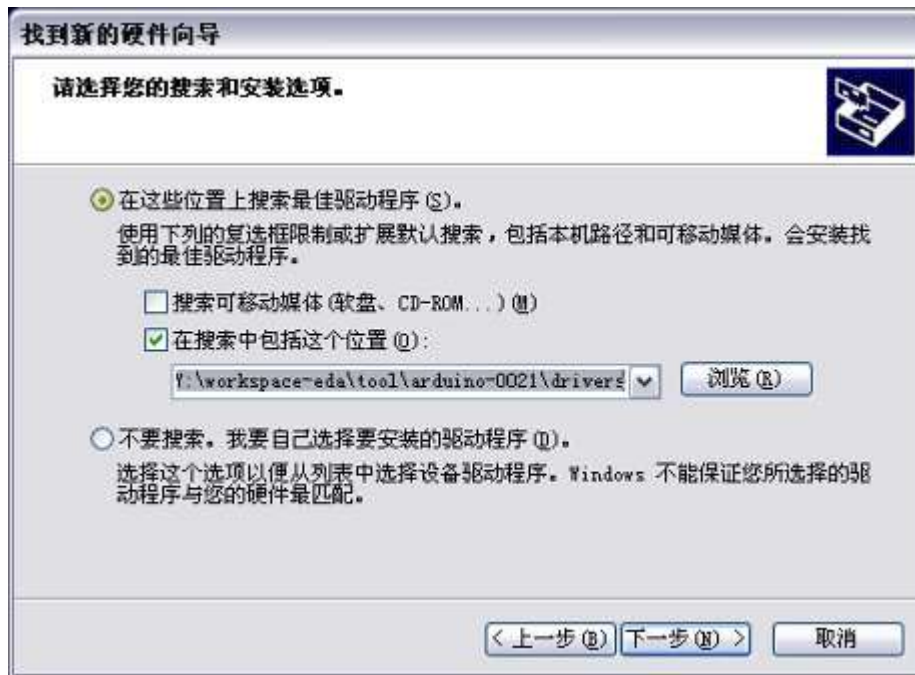 找到新的硬件向导
请选择您的搜索和安装选项。
在这些位置上搜索最佳驱动程序(S)。
使用下列的复选框限制或扩展默认搜索，包括本机路径和可移动媒体。会安装找
到的最佳驱动程序。
搜索可移动媒体(软盘、CD-ROM...)(M)
在搜索中包括这个位置(O):
Y:\workspace-eda\tool\arduino-0021\drivers
浏览(R)
不要搜索。我要自己选择要安装的驱动程序(D)。
选择这个选项以便从列表中选择设备驱动程序。Windows 不能保证您所选择的驱
动程序与您的硬件最匹配。
< 上一步(B) 下一步(N) > 取消